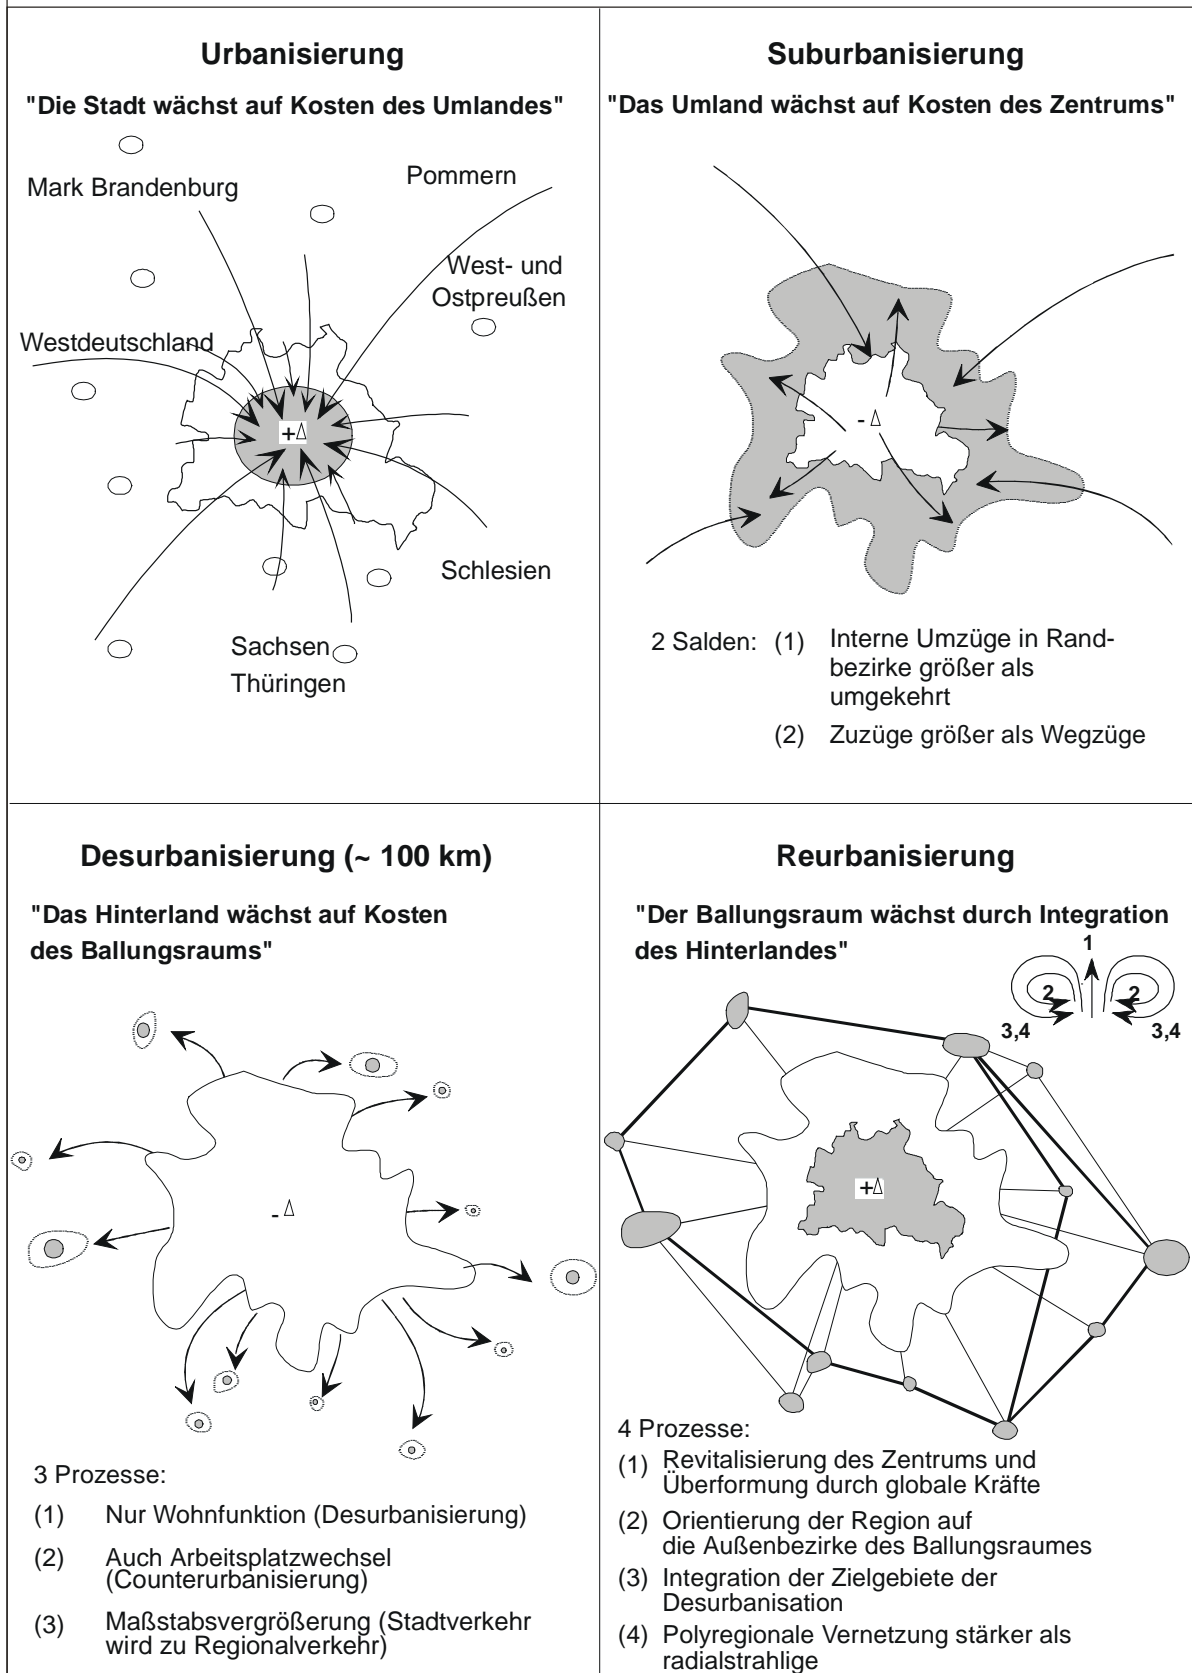 Urbanisierung
"Die Stadt wächst auf Kosten des Umlandes"
Mark Brandenburg
Pommern
West- und
Ostpreußen
Westdeutschland
+Δ
Schlesien
Sachsen
Thüringen
Suburbanisierung
"Das Umland wächst auf Kosten des Zentrums"
- Δ
2 Salden: (1) Interne Umzüge in Rand-
bezirke größer als
umgekehrt
(2) Zuzüge größer als Wegzüge
Desurbanisierung (~ 100 km)
"Das Hinterland wächst auf Kosten
des Ballungsraums"
- Δ
3 Prozesse:
(1) Nur Wohnfunktion (Desurbanisierung)
(2) Auch Arbeitsplatzwechsel
(Counterurbanisierung)
(3) Maßstabsvergrößerung (Stadtverkehr
wird zu Regionalverkehr)
Reurbanisierung
"Der Ballungsraum wächst durch Integration
des Hinterlandes"
1
2 2
3,4 3,4
+Δ
4 Prozesse:
(1) Revitalisierung des Zentrums und
Überformung durch globale Kräfte
(2) Orientierung der Region auf
die Außenbezirke des Ballungsraumes
(3) Integration der Zielgebiete der
Desurbanisation
(4) Polyregionale Vernetzung stärker als
radialstrahlige